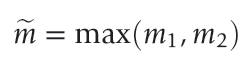 m̃ = max(m₁, m₂)